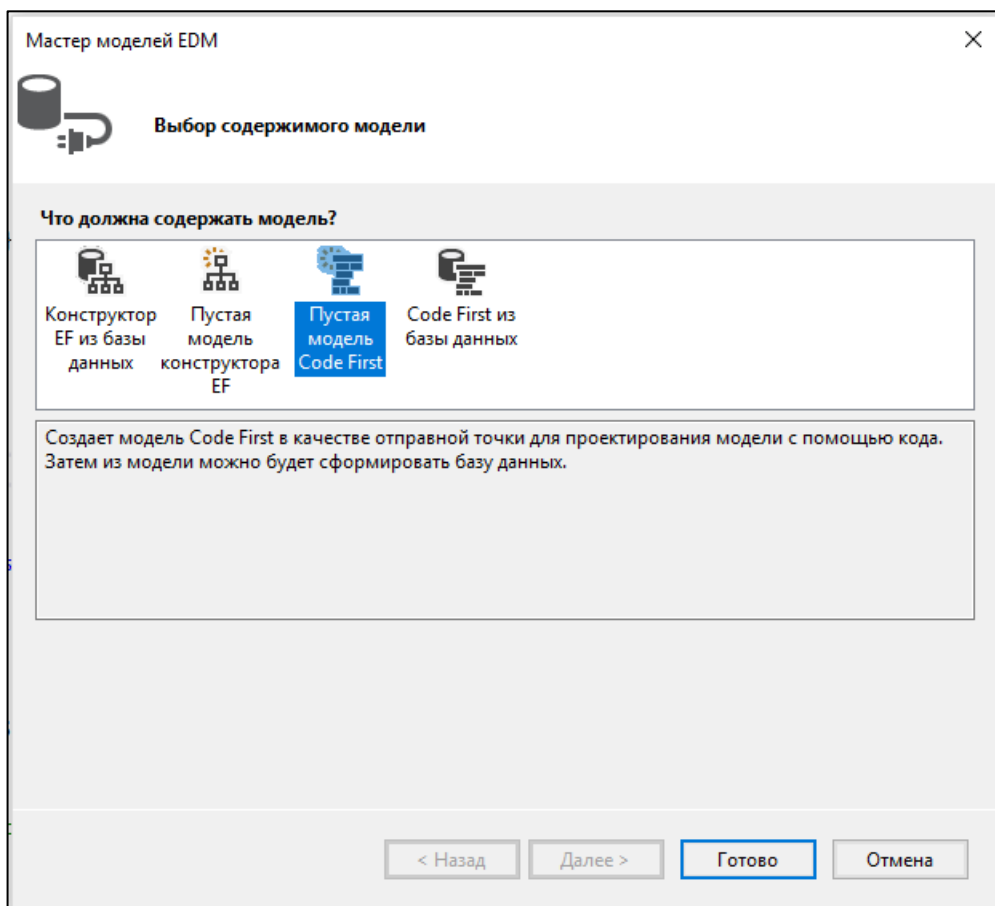 Мастер моделей EDM
Выбор содержимого модели
Что должна содержать модель?
Конструктор
EF из базы
данных
Пустая
модель
конструктора
EF
Пустая
модель
Code First
Code First из
базы данных
Создает модель Code First в качестве отправной точки для проектирования модели с помощью кода.
Затем из модели можно будет сформировать базу данных.
< Назад
Далее >
Готово
Отмена